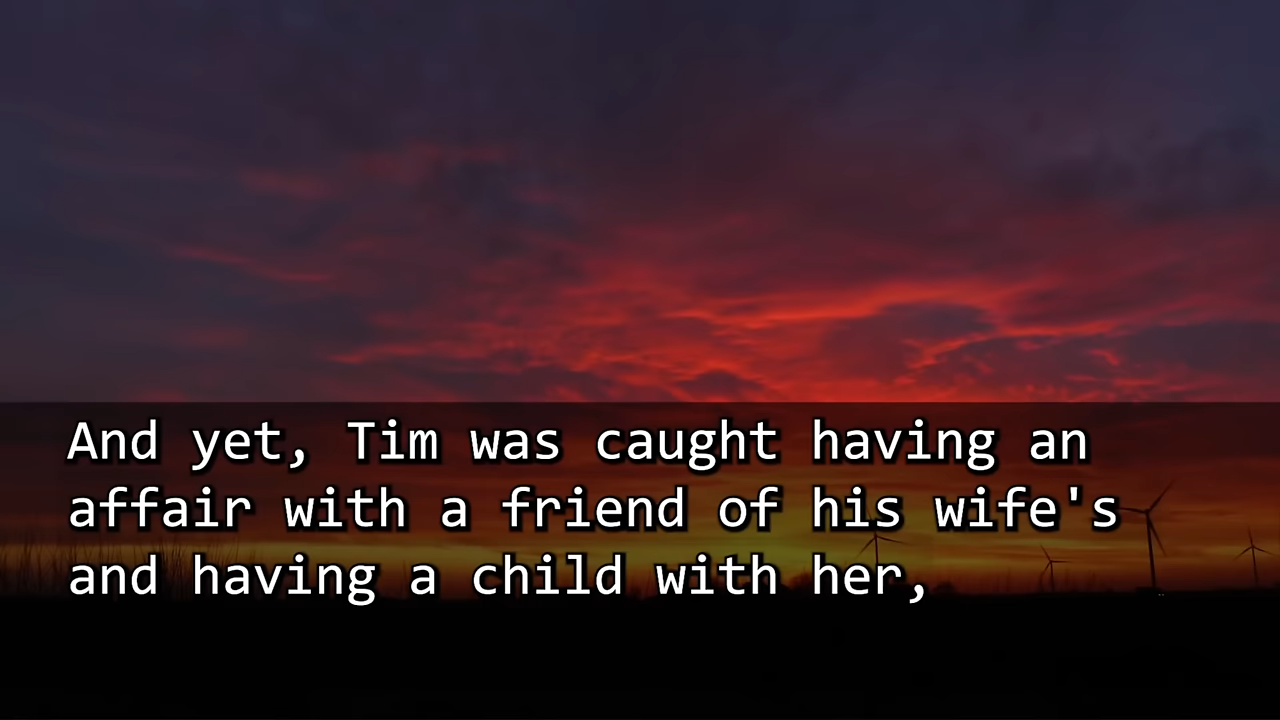 And yet, Tim was caught having an
affair with a friend of his wife's
and having a child with her,